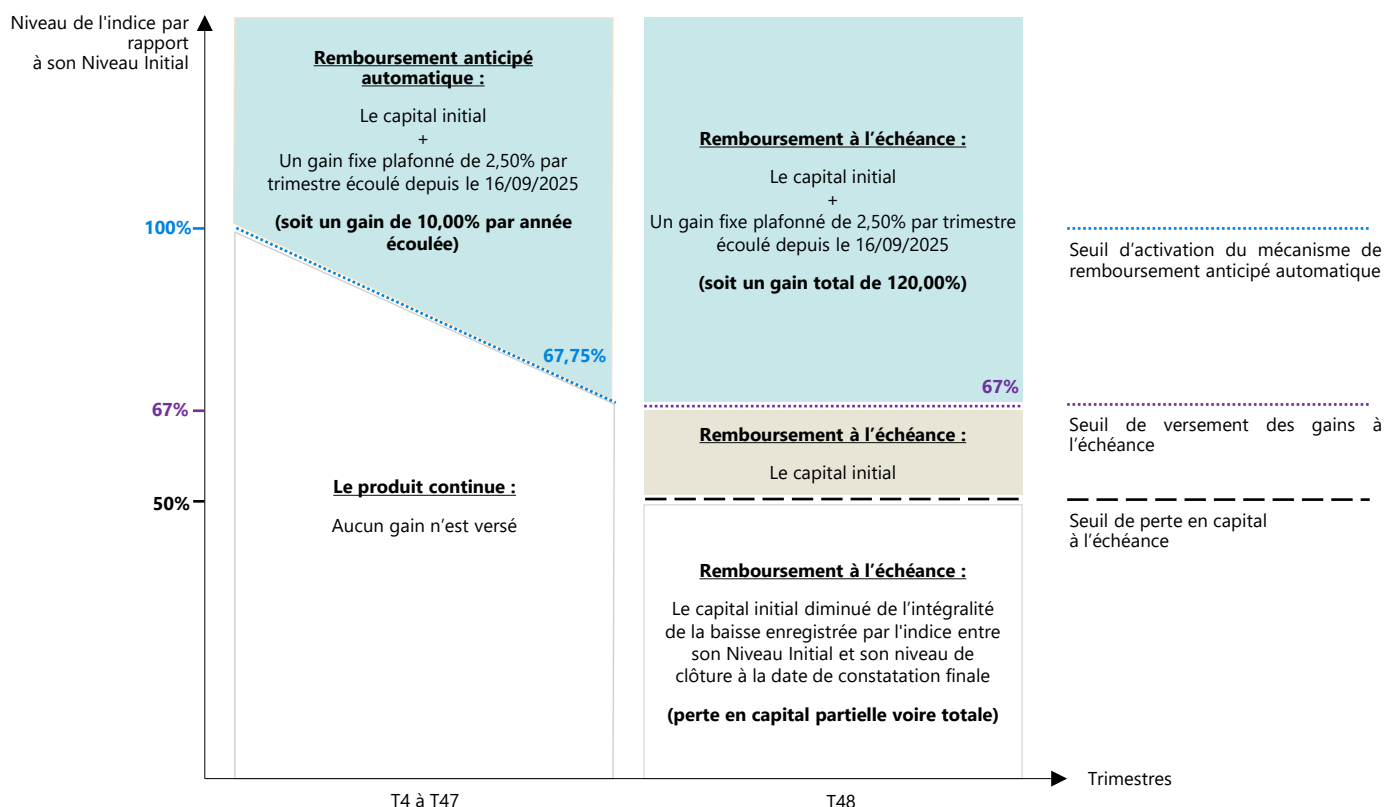 Niveau de l'indice par
rapport
à son Niveau Initial
Remboursement anticipé
automatique :
Le capital initial
+
Un gain fixe plafonné de 2,50% par
trimestre écoulé depuis le 16/09/2025
(soit un gain de 10,00% par année
écoulée)
100%
67,75%
67%
50%
Le produit continue :
Aucun gain n’est versé
Remboursement à l’échéance :
Le capital initial
+
Un gain fixe plafonné de 2,50% par trimestre
écoulé depuis le 16/09/2025
(soit un gain total de 120,00%)
67%
Remboursement à l’échéance :
Le capital initial
Remboursement à l’échéance :
Le capital initial diminué de l’intégralité
de la baisse enregistrée par l'indice entre
son Niveau Initial et son niveau de
clôture à la date de constatation finale
(perte en capital partielle voire totale)
Seuil d’activation du mécanisme de
remboursement anticipé automatique
Seuil de versement des gains à
l’échéance
Seuil de perte en capital
à l’échéance
Trimestres
T4 à T47
T48